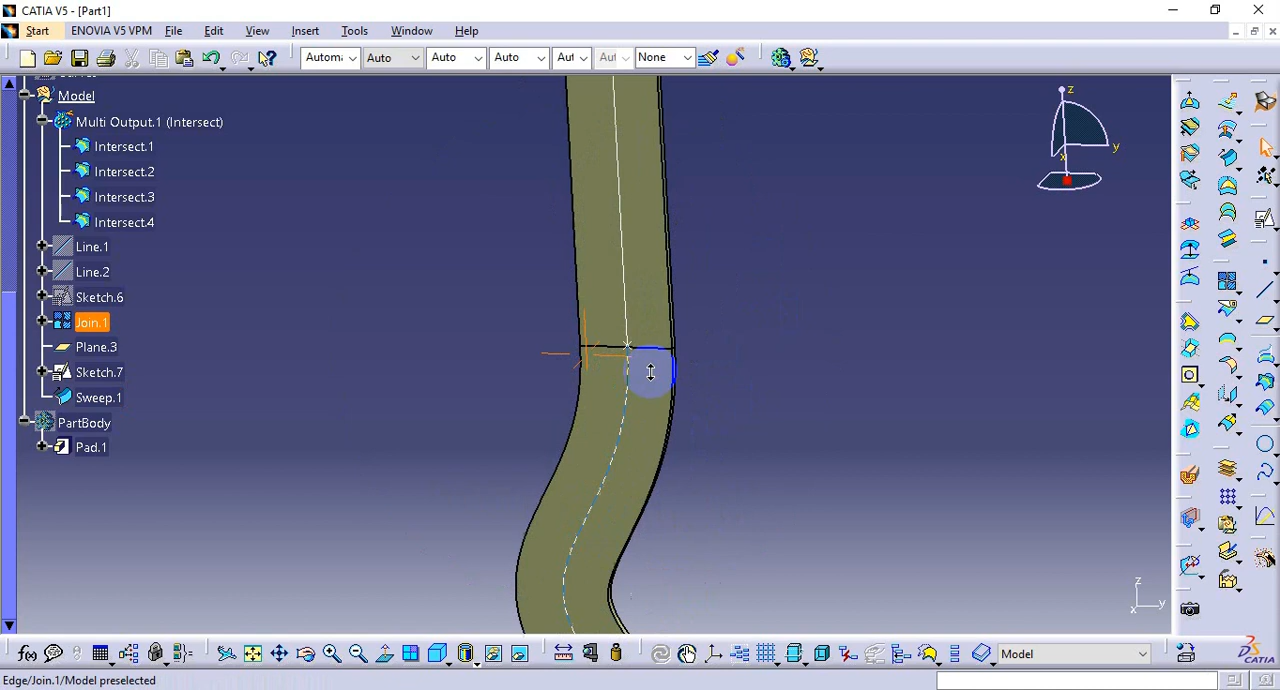 CATIA V5 - [Part1]
Start ENOVIA V5 VPM File Edit View Insert Tools Window Help
Autom Auto Auto Auto Aut Aut None
Model
Multi Output.1 (Intersect)
Intersect.1
Intersect.2
Intersect.3
Intersect.4
Line.1
Line.2
Sketch.6
Join.1
Plane.3
Sketch.7
Sweep.1
PartBody
Pad.1
z
y
x
z
y
x
f(x)
Model
CATIA
Edge/Join.1/Model preselected